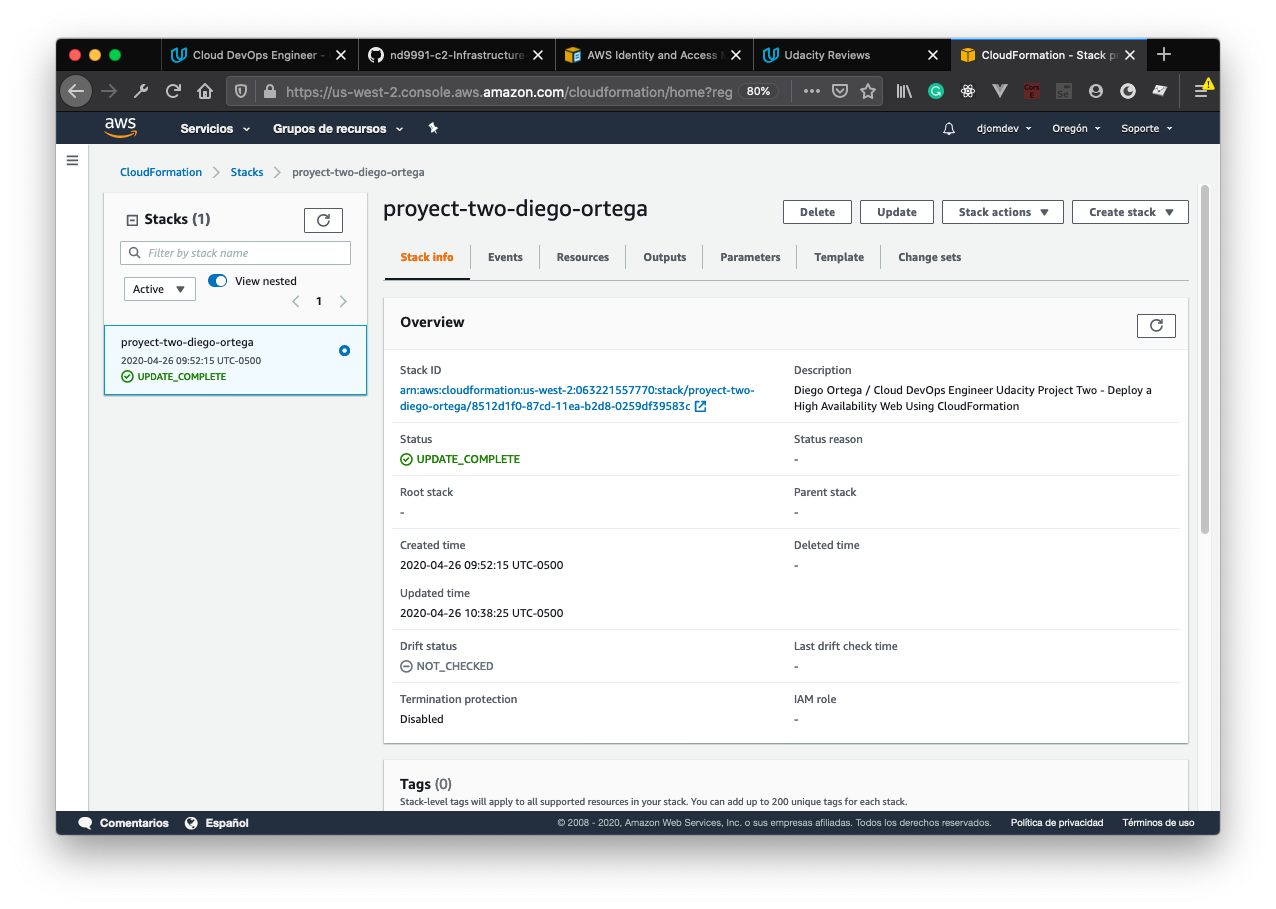 Cloud DevOps Engineer -
nd9991-c2-Infrastructure-
AWS Identity and Access M
Udacity Reviews
CloudFormation - Stack pr
https://us-west-2.console.aws.amazon.com/cloudformation/home?reg
80%
aws
Servicios
Grupos de recursos
djomdev
Oregón
Soporte
CloudFormation
Stacks
proyect-two-diego-ortega
Stacks (1)
Filter by stack name
Active
View nested
1
proyect-two-diego-ortega
2020-04-26 09:52:15 UTC-0500
UPDATE_COMPLETE
proyect-two-diego-ortega
Delete
Update
Stack actions
Create stack
Stack info
Events
Resources
Outputs
Parameters
Template
Change sets
Overview
Stack ID
arn:aws:cloudformation:us-west-2:063221557770:stack/proyect-two-
diego-ortega/8512d1f0-87cd-11ea-b2d8-0259df39583c
Description
Diego Ortega / Cloud DevOps Engineer Udacity Project Two - Deploy a
High Availability Web Using CloudFormation
Status
UPDATE_COMPLETE
Status reason
-
Root stack
-
Parent stack
-
Created time
2020-04-26 09:52:15 UTC-0500
Deleted time
-
Updated time
2020-04-26 10:38:25 UTC-0500
Drift status
NOT_CHECKED
Last drift check time
-
Termination protection
Disabled
IAM role
-
Tags (0)
Stack-level tags will apply to all supported resources in your stack. You can add up to 200 unique tags for each stack.
Comentarios
Español
© 2008 - 2020, Amazon Web Services, Inc. o sus empresas afiliadas. Todos los derechos reservados.
Política de privacidad
Términos de uso